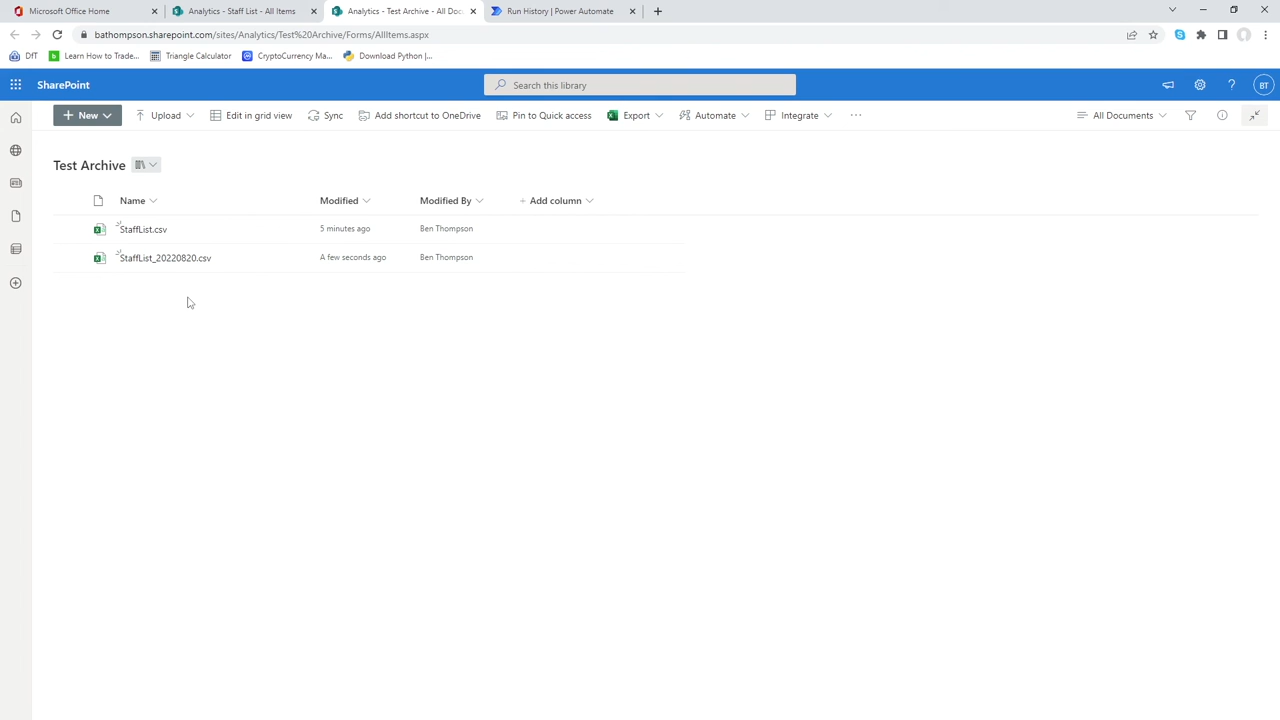 Microsoft Office Home
Analytics - Staff List - All Items
Analytics - Test Archive - All Doc
Run History | Power Automate
bathompson.sharepoint.com/sites/Analytics/Test%20Archive/Forms/AllItems.aspx
DfT
Learn How to Trade...
Triangle Calculator
CryptoCurrency Ma...
Download Python |...
SharePoint
Search this library
BT
New
Upload
Edit in grid view
Sync
Add shortcut to OneDrive
Pin to Quick access
Export
Automate
Integrate
All Documents
Test Archive
Name
Modified
Modified By
Add column
StaffList.csv
5 minutes ago
Ben Thompson
StaffList_20220820.csv
A few seconds ago
Ben Thompson